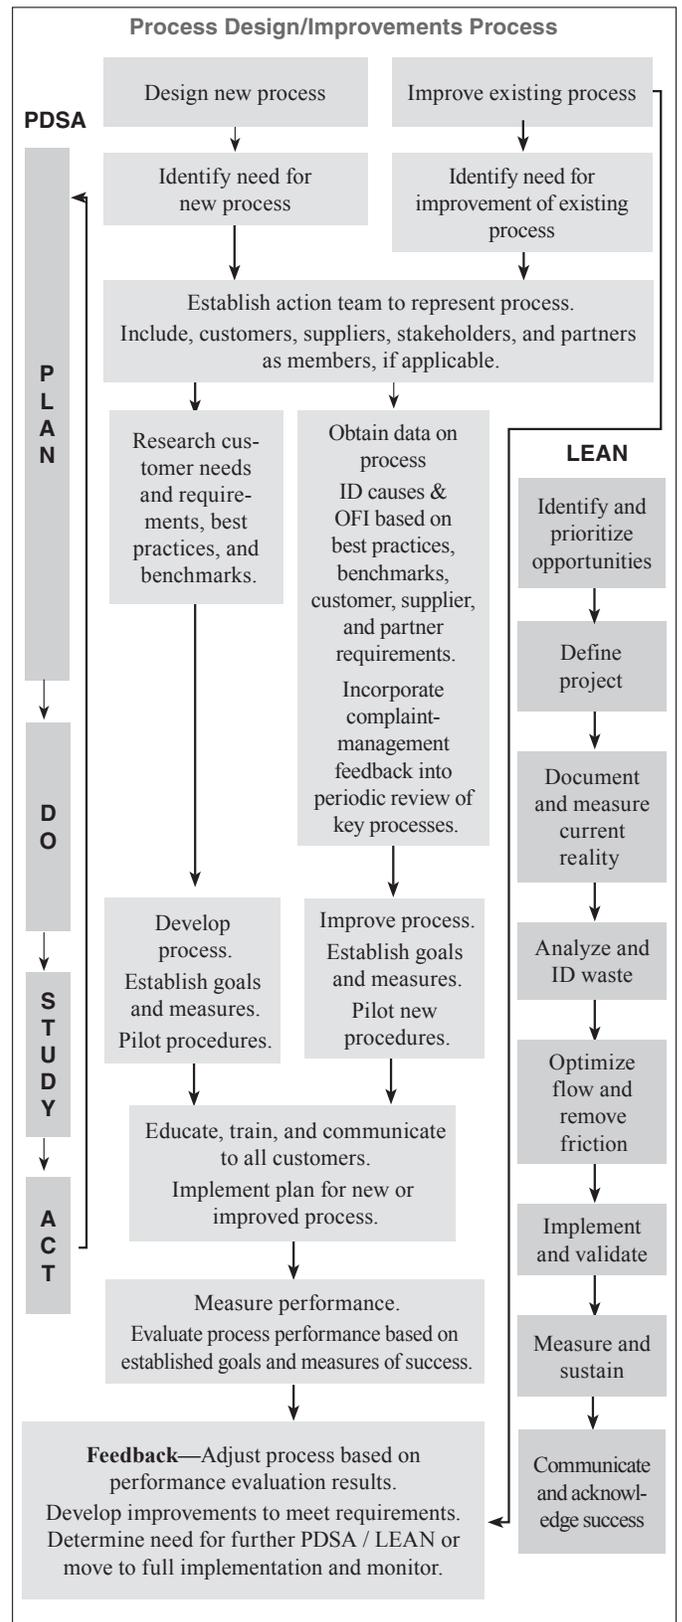 Process Design/Improvements Process
Design new process
Improve existing process
PDSA
Identify need for
new process
Identify need for
improvement of existing
process
Establish action team to represent process.
Include, customers, suppliers, stakeholders, and partners
as members, if applicable.
P
L
A
N
Research cus-
tomer needs
and require-
ments, best
practices, and
benchmarks.
Obtain data on
process
ID causes &
OFI based on
best practices,
benchmarks,
customer, supplier,
and partner
requirements.
Incorporate
complaint-
management
feedback into
periodic review of
key processes.
D
O
Develop
process.
Establish goals
and measures.
Pilot procedures.
Improve process.
Establish goals
and measures.
Pilot new
procedures.
S
T
U
D
Y
Educate, train, and communicate
to all customers.
Implement plan for new or
improved process.
A
C
T
Measure performance.
Evaluate process performance based on
established goals and measures of success.
Feedback—Adjust process based on
performance evaluation results.
Develop improvements to meet requirements.
Determine need for further PDSA / LEAN or
move to full implementation and monitor.
LEAN
Identify and
prioritize
opportunities
Define
project
Document
and measure
current
reality
Analyze and
ID waste
Optimize
flow and
remove
friction
Implement
and validate
Measure and
sustain
Communicate
and acknowl-
edge success